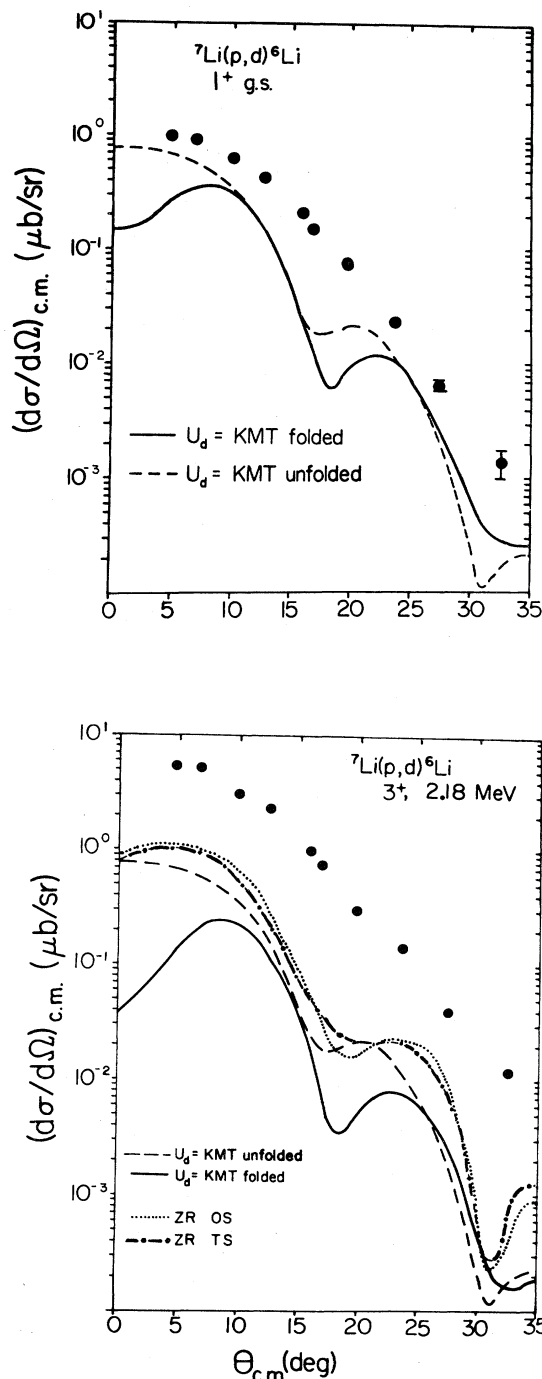 10¹
⁷Li(p,d)⁶Li
1⁺ g.s.
10⁰
10⁻¹
10⁻²
10⁻³
(dσ/dΩ)c.m. (μb/sr)
U_d = KMT folded
U_d = KMT unfolded
0 5 10 15 20 25 30 35
10¹
⁷Li(p,d)⁶Li
3⁺, 2.18 MeV
10⁰
10⁻¹
10⁻²
10⁻³
(dσ/dΩ)c.m. (μb/sr)
U_d = KMT unfolded
U_d = KMT folded
ZR OS
ZR TS
0 5 10 15 20 25 30 35
Θc.m.(deg)